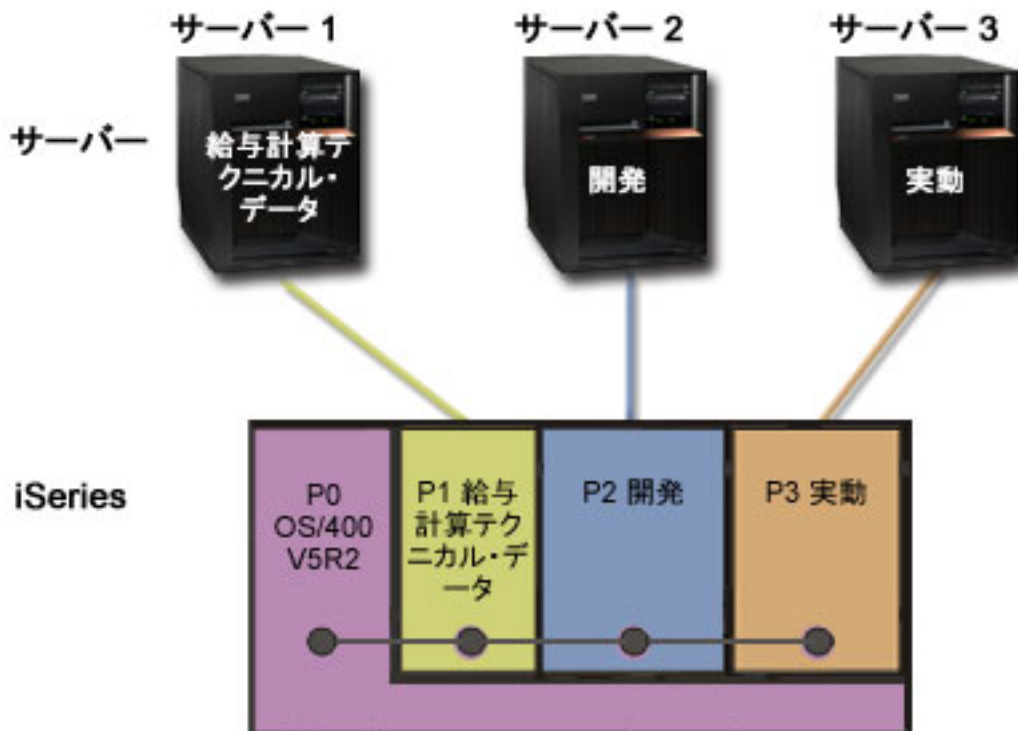 サーバー 1
サーバー 2
サーバー 3
サーバー
給与計算テ
クニカル・
データ
開発
実動
iSeries
P0
OS/400
V5R2
P1 給与
計算テク
ニカル・デ
ータ
P2 開発
P3 実動